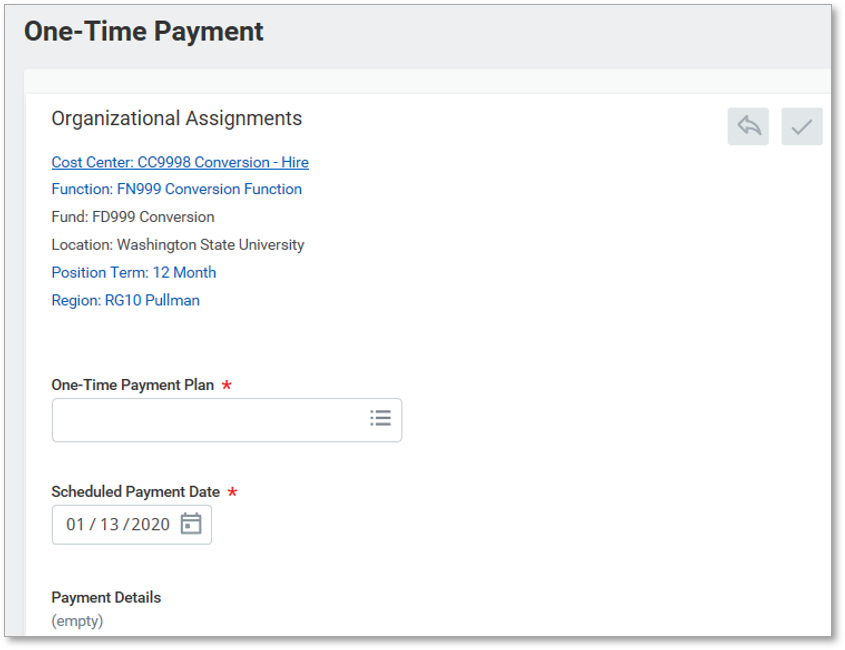 One-Time Payment
Organizational Assignments
Cost Center: CC9998 Conversion - Hire
Function: FN999 Conversion Function
Fund: FD999 Conversion
Location: Washington State University
Position Term: 12 Month
Region: RG10 Pullman
One-Time Payment Plan *
Scheduled Payment Date *
01 / 13 / 2020
Payment Details
(empty)